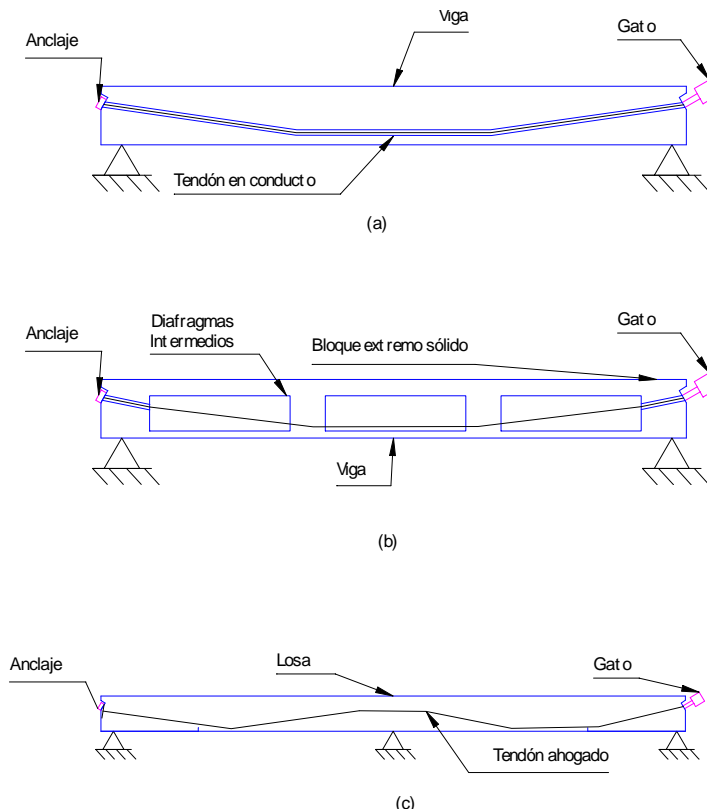 Viga
Anclaje
Gat o
Tendón en conduct o
(a)
Diafragmas
Int ermedios
Gat o
Anclaje
Bloque ext remo sólido
Viga
(b)
Anclaje
Losa
Gat o
Tendón ahogado
(c)